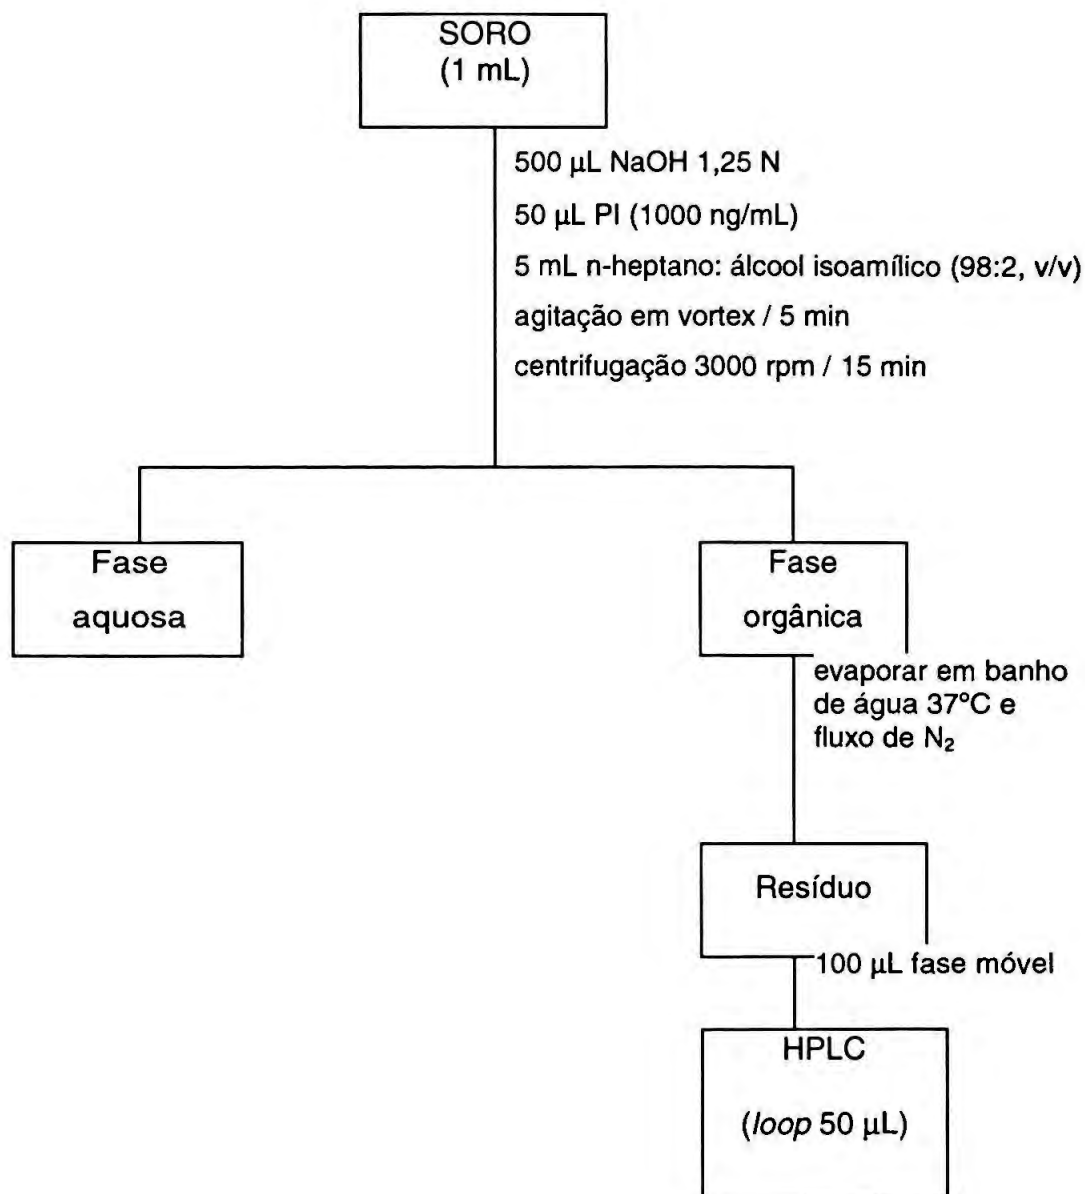 SORO
(1 mL)
500 µL NaOH 1,25 N
50 µL PI (1000 ng/mL)
5 mL n-heptano: álcool isoamílico (98:2, v/v)
agitação em vortex / 5 min
centrifugação 3000 rpm / 15 min
Fase
aquosa
Fase
orgânica
evaporar em banho
de água 37ºC e
fluxo de N₂
Resíduo
100 µL fase móvel
HPLC
(loop 50 µL)